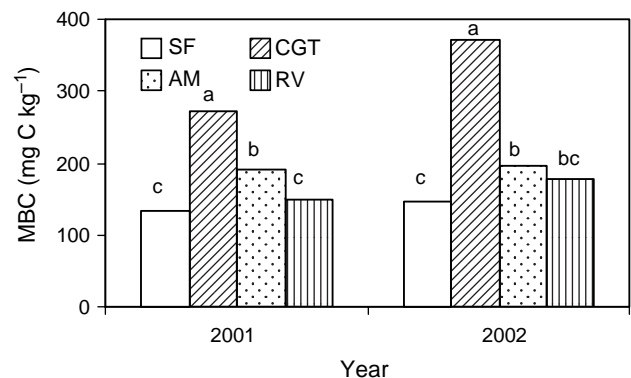 400
300
200
100
0
MBC (mg C kg⁻¹)
SF
CGT
AM
RV
c
a
b
c
c
a
b
bc
2001
2002
Year